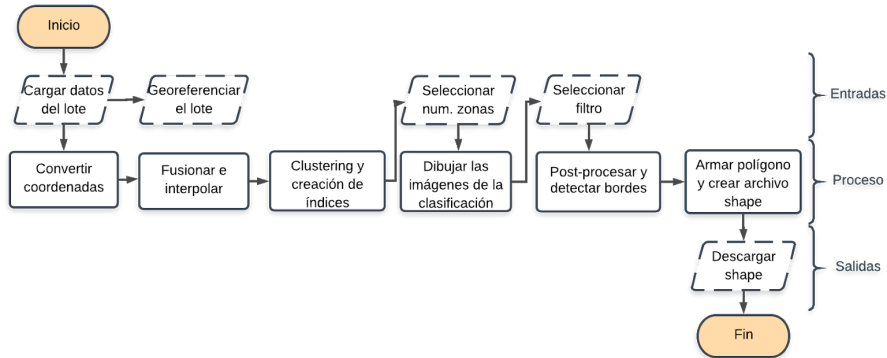 Inicio
Cargar datos
del lote
Georeferenciar
el lote
Seleccionar
num. zonas
Seleccionar
filtro
Entradas
Convertir
coordenadas
Fusionar e
interpolar
Clustering y
creación de
índices
Dibujar las
imágenes de la
clasificación
Post-procesar y
detectar bordes
Armar polígono
y crear archivo
shape
Proceso
Descargar
shape
Salidas
Fin